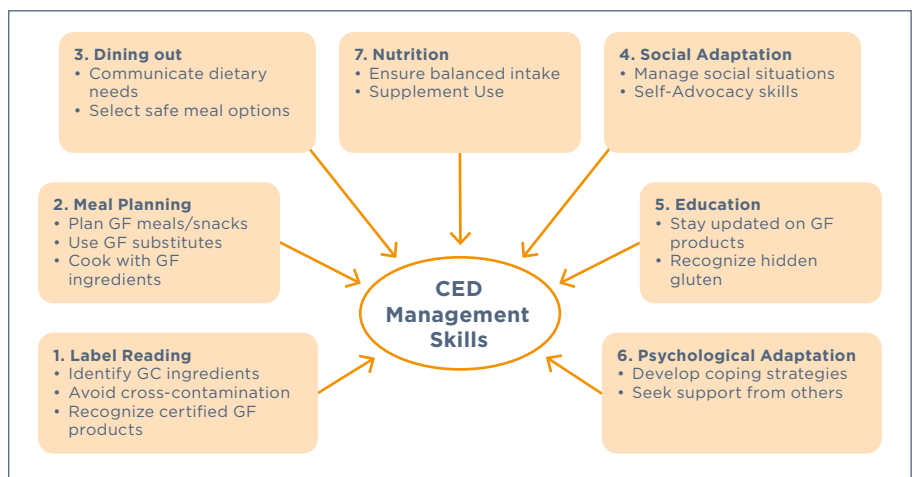 3. Dining out
• Communicate dietary
needs
• Select safe meal options
7. Nutrition
• Ensure balanced intake
• Supplement Use
4. Social Adaptation
• Manage social situations
• Self-Advocacy skills
2. Meal Planning
• Plan GF meals/snacks
• Use GF substitutes
• Cook with GF
ingredients
5. Education
• Stay updated on GF
products
• Recognize hidden
gluten
CED
Management
Skills
1. Label Reading
• Identify GC ingredients
• Avoid cross-contamination
• Recognize certified GF
products
6. Psychological Adaptation
• Develop coping strategies
• Seek support from others